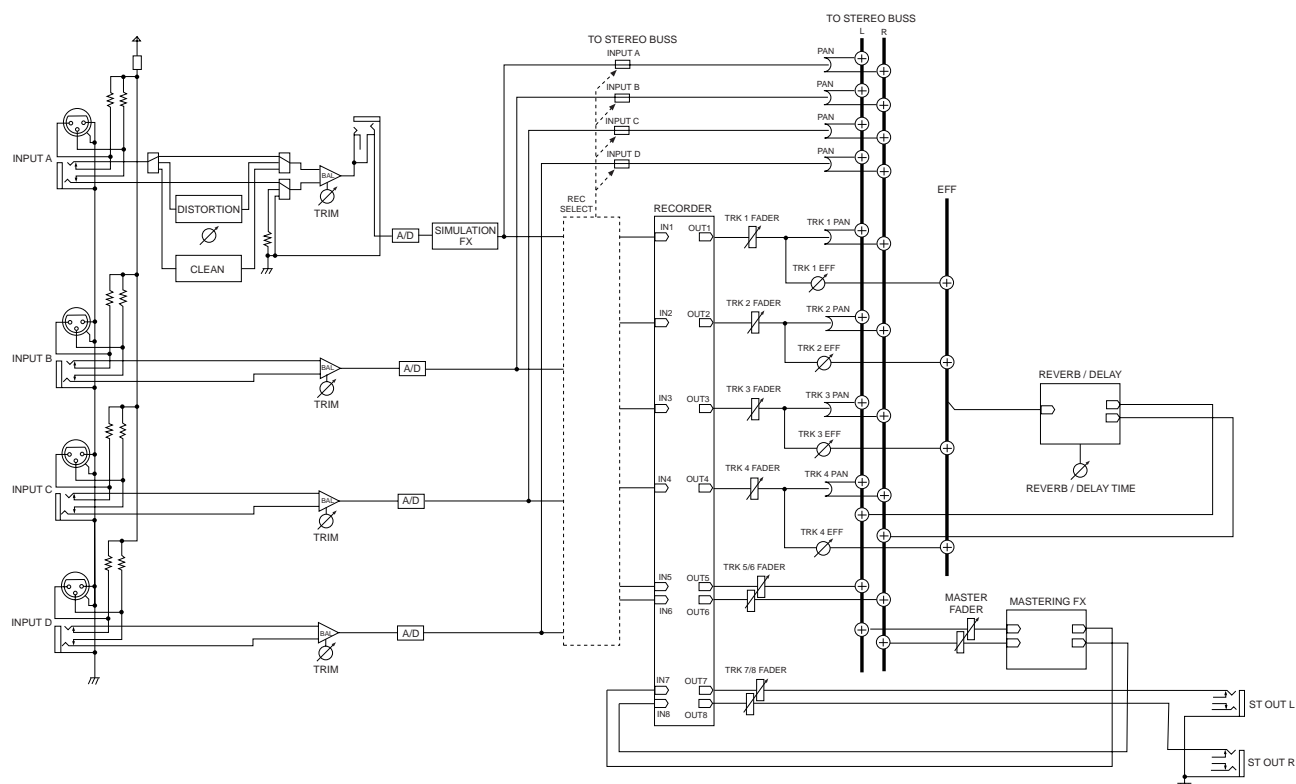 TO STEREO BUSS
L R
TO STEREO BUSS
INPUT A
PAN
INPUT B
PAN
INPUT C
PAN
INPUT D
PAN
INPUT A
BAL
TRIM
DISTORTION
CLEAN
A/D
SIMULATION
FX
REC
SELECT
RECORDER
EFF
IN1
OUT1
TRK 1 FADER
TRK 1 PAN
TRK 1 EFF
IN2
OUT2
TRK 2 FADER
TRK 2 PAN
TRK 2 EFF
INPUT B
BAL
TRIM
A/D
IN3
OUT3
TRK 3 FADER
TRK 3 PAN
TRK 3 EFF
REVERB / DELAY
REVERB / DELAY TIME
IN4
OUT4
TRK 4 FADER
TRK 4 PAN
TRK 4 EFF
INPUT C
BAL
TRIM
A/D
IN5
OUT5
TRK 5/6 FADER
IN6
OUT6
INPUT D
BAL
TRIM
A/D
MASTER
FADER
MASTERING FX
IN7
OUT7
TRK 7/8 FADER
IN8
OUT8
ST OUT L
ST OUT R